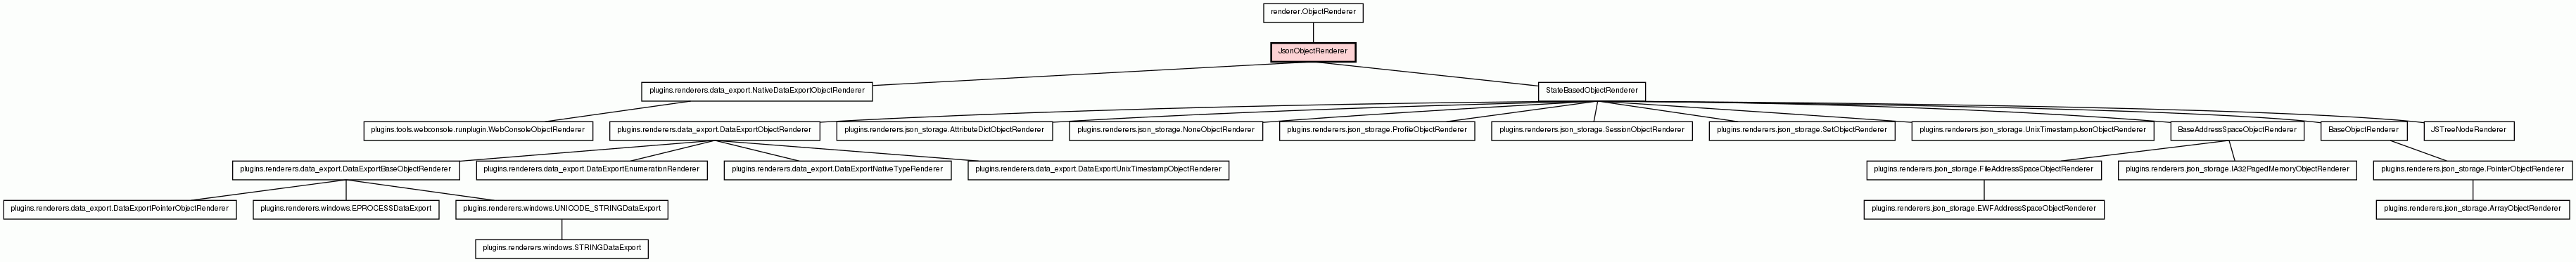 renderer.ObjectRenderer
JsonObjectRenderer
plugins.renderers.data_export.NativeDataExportObjectRenderer
StateBasedObjectRenderer
plugins.tools.webconsole.runplugin.WebConsoleObjectRenderer
plugins.renderers.data_export.DataExportObjectRenderer
plugins.renderers.json_storage.AttributeDictObjectRenderer
plugins.renderers.json_storage.NoneObjectRenderer
plugins.renderers.json_storage.ProfileObjectRenderer
plugins.renderers.json_storage.SessionObjectRenderer
plugins.renderers.json_storage.SetObjectRenderer
plugins.renderers.json_storage.UnixTimestampJsonObjectRenderer
BaseAddressSpaceObjectRenderer
BaseObjectRenderer
JSTreeNodeRenderer
plugins.renderers.data_export.DataExportBaseObjectRenderer
plugins.renderers.data_export.DataExportEnumerationRenderer
plugins.renderers.data_export.DataExportNativeTypeRenderer
plugins.renderers.data_export.DataExportUnixTimestampObjectRenderer
plugins.renderers.json_storage.FileAddressSpaceObjectRenderer
plugins.renderers.json_storage.IA32PagedMemoryObjectRenderer
plugins.renderers.json_storage.PointerObjectRenderer
plugins.renderers.data_export.DataExportPointerObjectRenderer
plugins.renderers.windows.EPROCESSDataExport
plugins.renderers.windows.UNICODE_STRINGDataExport
plugins.renderers.json_storage.EWFAddressSpaceObjectRenderer
plugins.renderers.json_storage.ArrayObjectRenderer
plugins.renderers.windows.STRINGDataExport